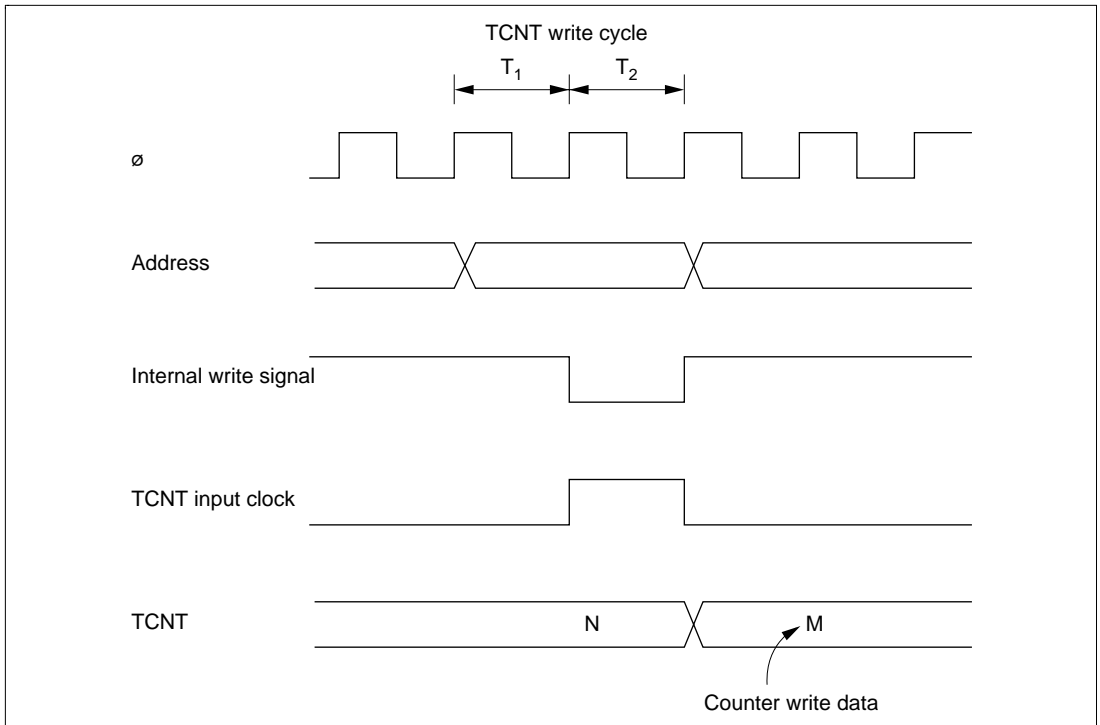 TCNT write cycle
T1 T2
ø
Address
Internal write signal
TCNT input clock
TCNT N M
Counter write data